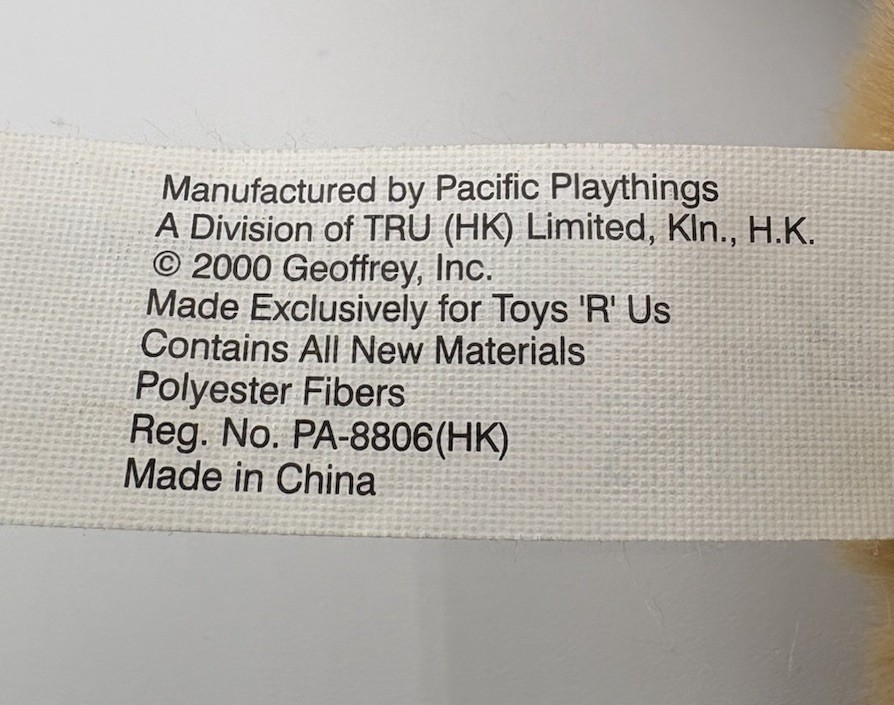 Manufactured by Pacific Playthings
A Division of TRU (HK) Limited, Kln., H.K.
© 2000 Geoffrey, Inc.
Made Exclusively for Toys 'R' Us
Contains All New Materials
Polyester Fibers
Reg. No. PA-8806(HK)
Made in China